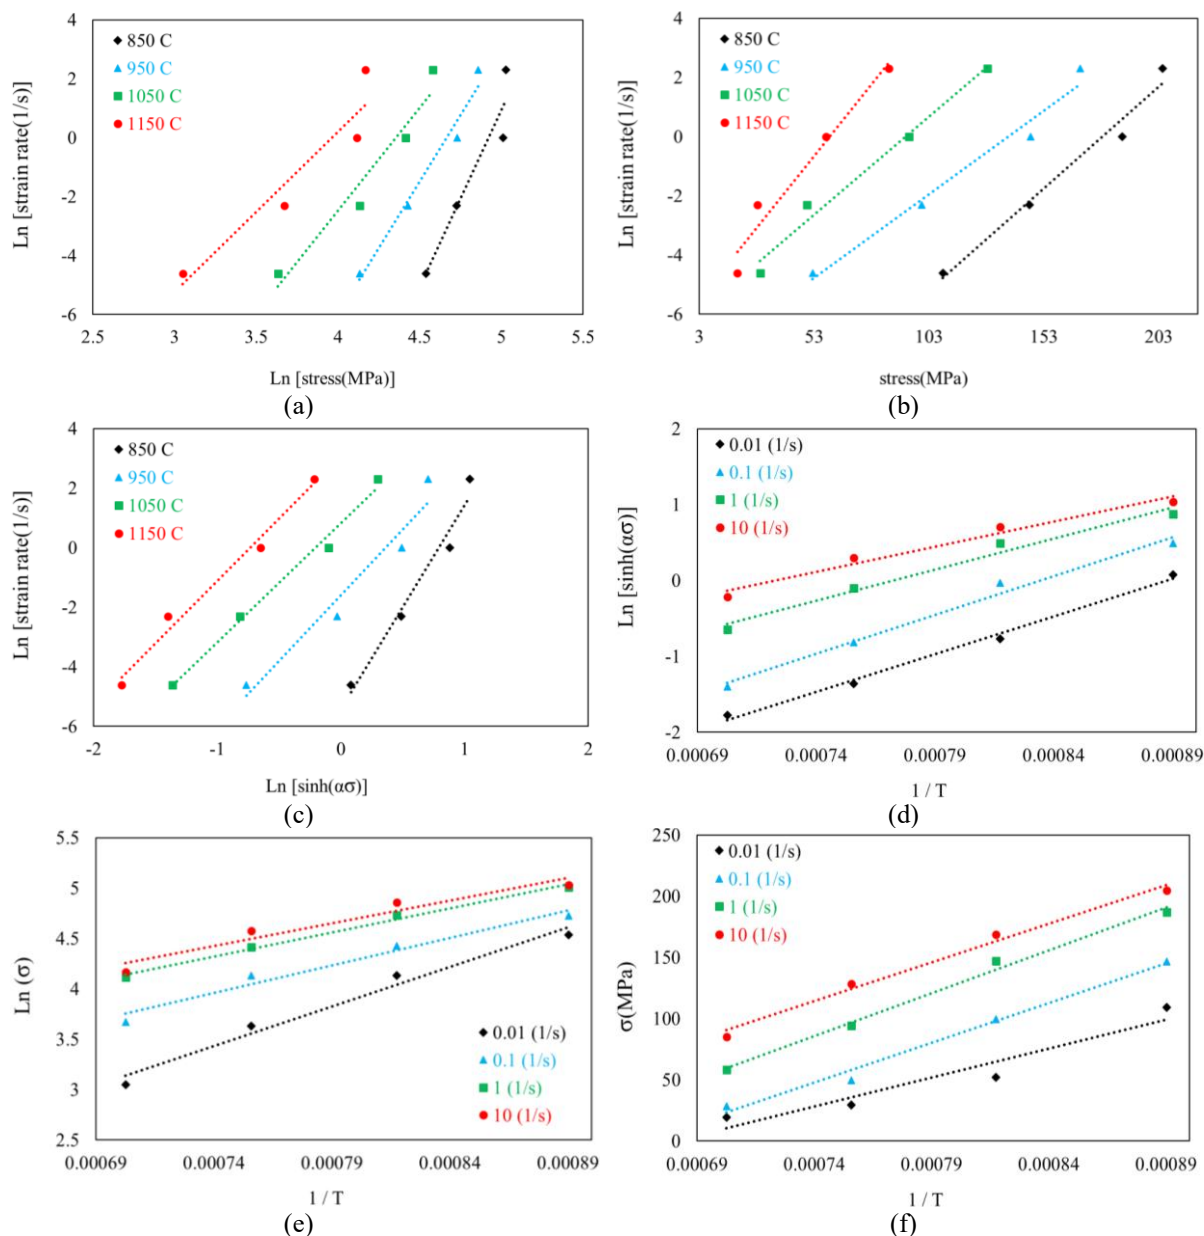 4
2
0
-2
-4
-6
Ln [strain rate(1/s)]
850 C
950 C
1050 C
1150 C
2.5 3 3.5 4 4.5 5 5.5
Ln [stress(MPa)]
(a)
4
2
0
-2
-4
-6
Ln [strain rate(1/s)]
850 C
950 C
1050 C
1150 C
3 53 103 153 203
stress(MPa)
(b)
4
2
0
-2
-4
-6
Ln [strain rate(1/s)]
850 C
950 C
1050 C
1150 C
-2 -1 0 1 2
Ln [sinh(ασ)]
(c)
2
1
0
-1
-2
Ln [sinh(ασ)]
0.01 (1/s)
0.1 (1/s)
1 (1/s)
10 (1/s)
0.00069 0.00074 0.00079 0.00084 0.00089
1 / T
(d)
5.5
5
4.5
4
3.5
3
2.5
Ln (σ)
0.01 (1/s)
0.1 (1/s)
1 (1/s)
10 (1/s)
0.00069 0.00074 0.00079 0.00084 0.00089
1 / T
(e)
250
200
150
100
50
0
σ(MPa)
0.01 (1/s)
0.1 (1/s)
1 (1/s)
10 (1/s)
0.00069 0.00074 0.00079 0.00084 0.00089
1 / T
(f)